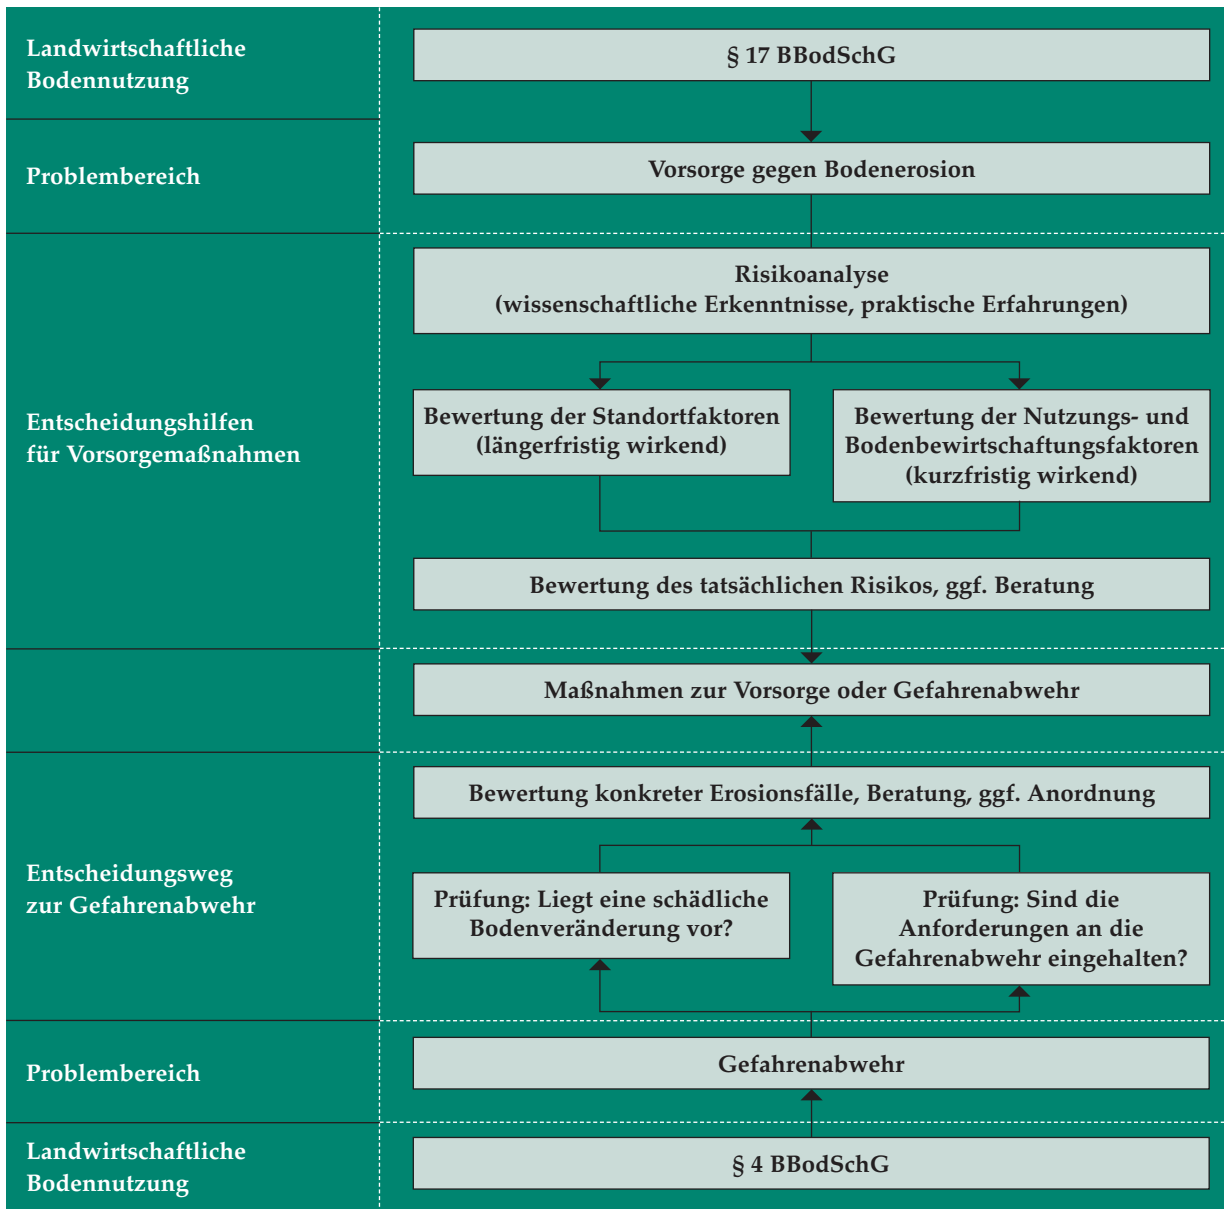 Landwirtschaftliche
Bodennutzung
§ 17 BBodSchG
Problembereich
Vorsorge gegen Bodenerosion
Entscheidungshilfen
für Vorsorgemaßnahmen
Risikoanalyse
(wissenschaftliche Erkenntnisse, praktische Erfahrungen)
Bewertung der Standortfaktoren
(längerfristig wirkend)
Bewertung der Nutzungs- und
Bodenbewirtschaftungsfaktoren
(kurzfristig wirkend)
Bewertung des tatsächlichen Risikos, ggf. Beratung
Maßnahmen zur Vorsorge oder Gefahrenabwehr
Entscheidungsweg
zur Gefahrenabwehr
Bewertung konkreter Erosionsfälle, Beratung, ggf. Anordnung
Prüfung: Liegt eine schädliche
Bodenveränderung vor?
Prüfung: Sind die
Anforderungen an die
Gefahrenabwehr eingehalten?
Problembereich
Gefahrenabwehr
Landwirtschaftliche
Bodennutzung
§ 4 BBodSchG